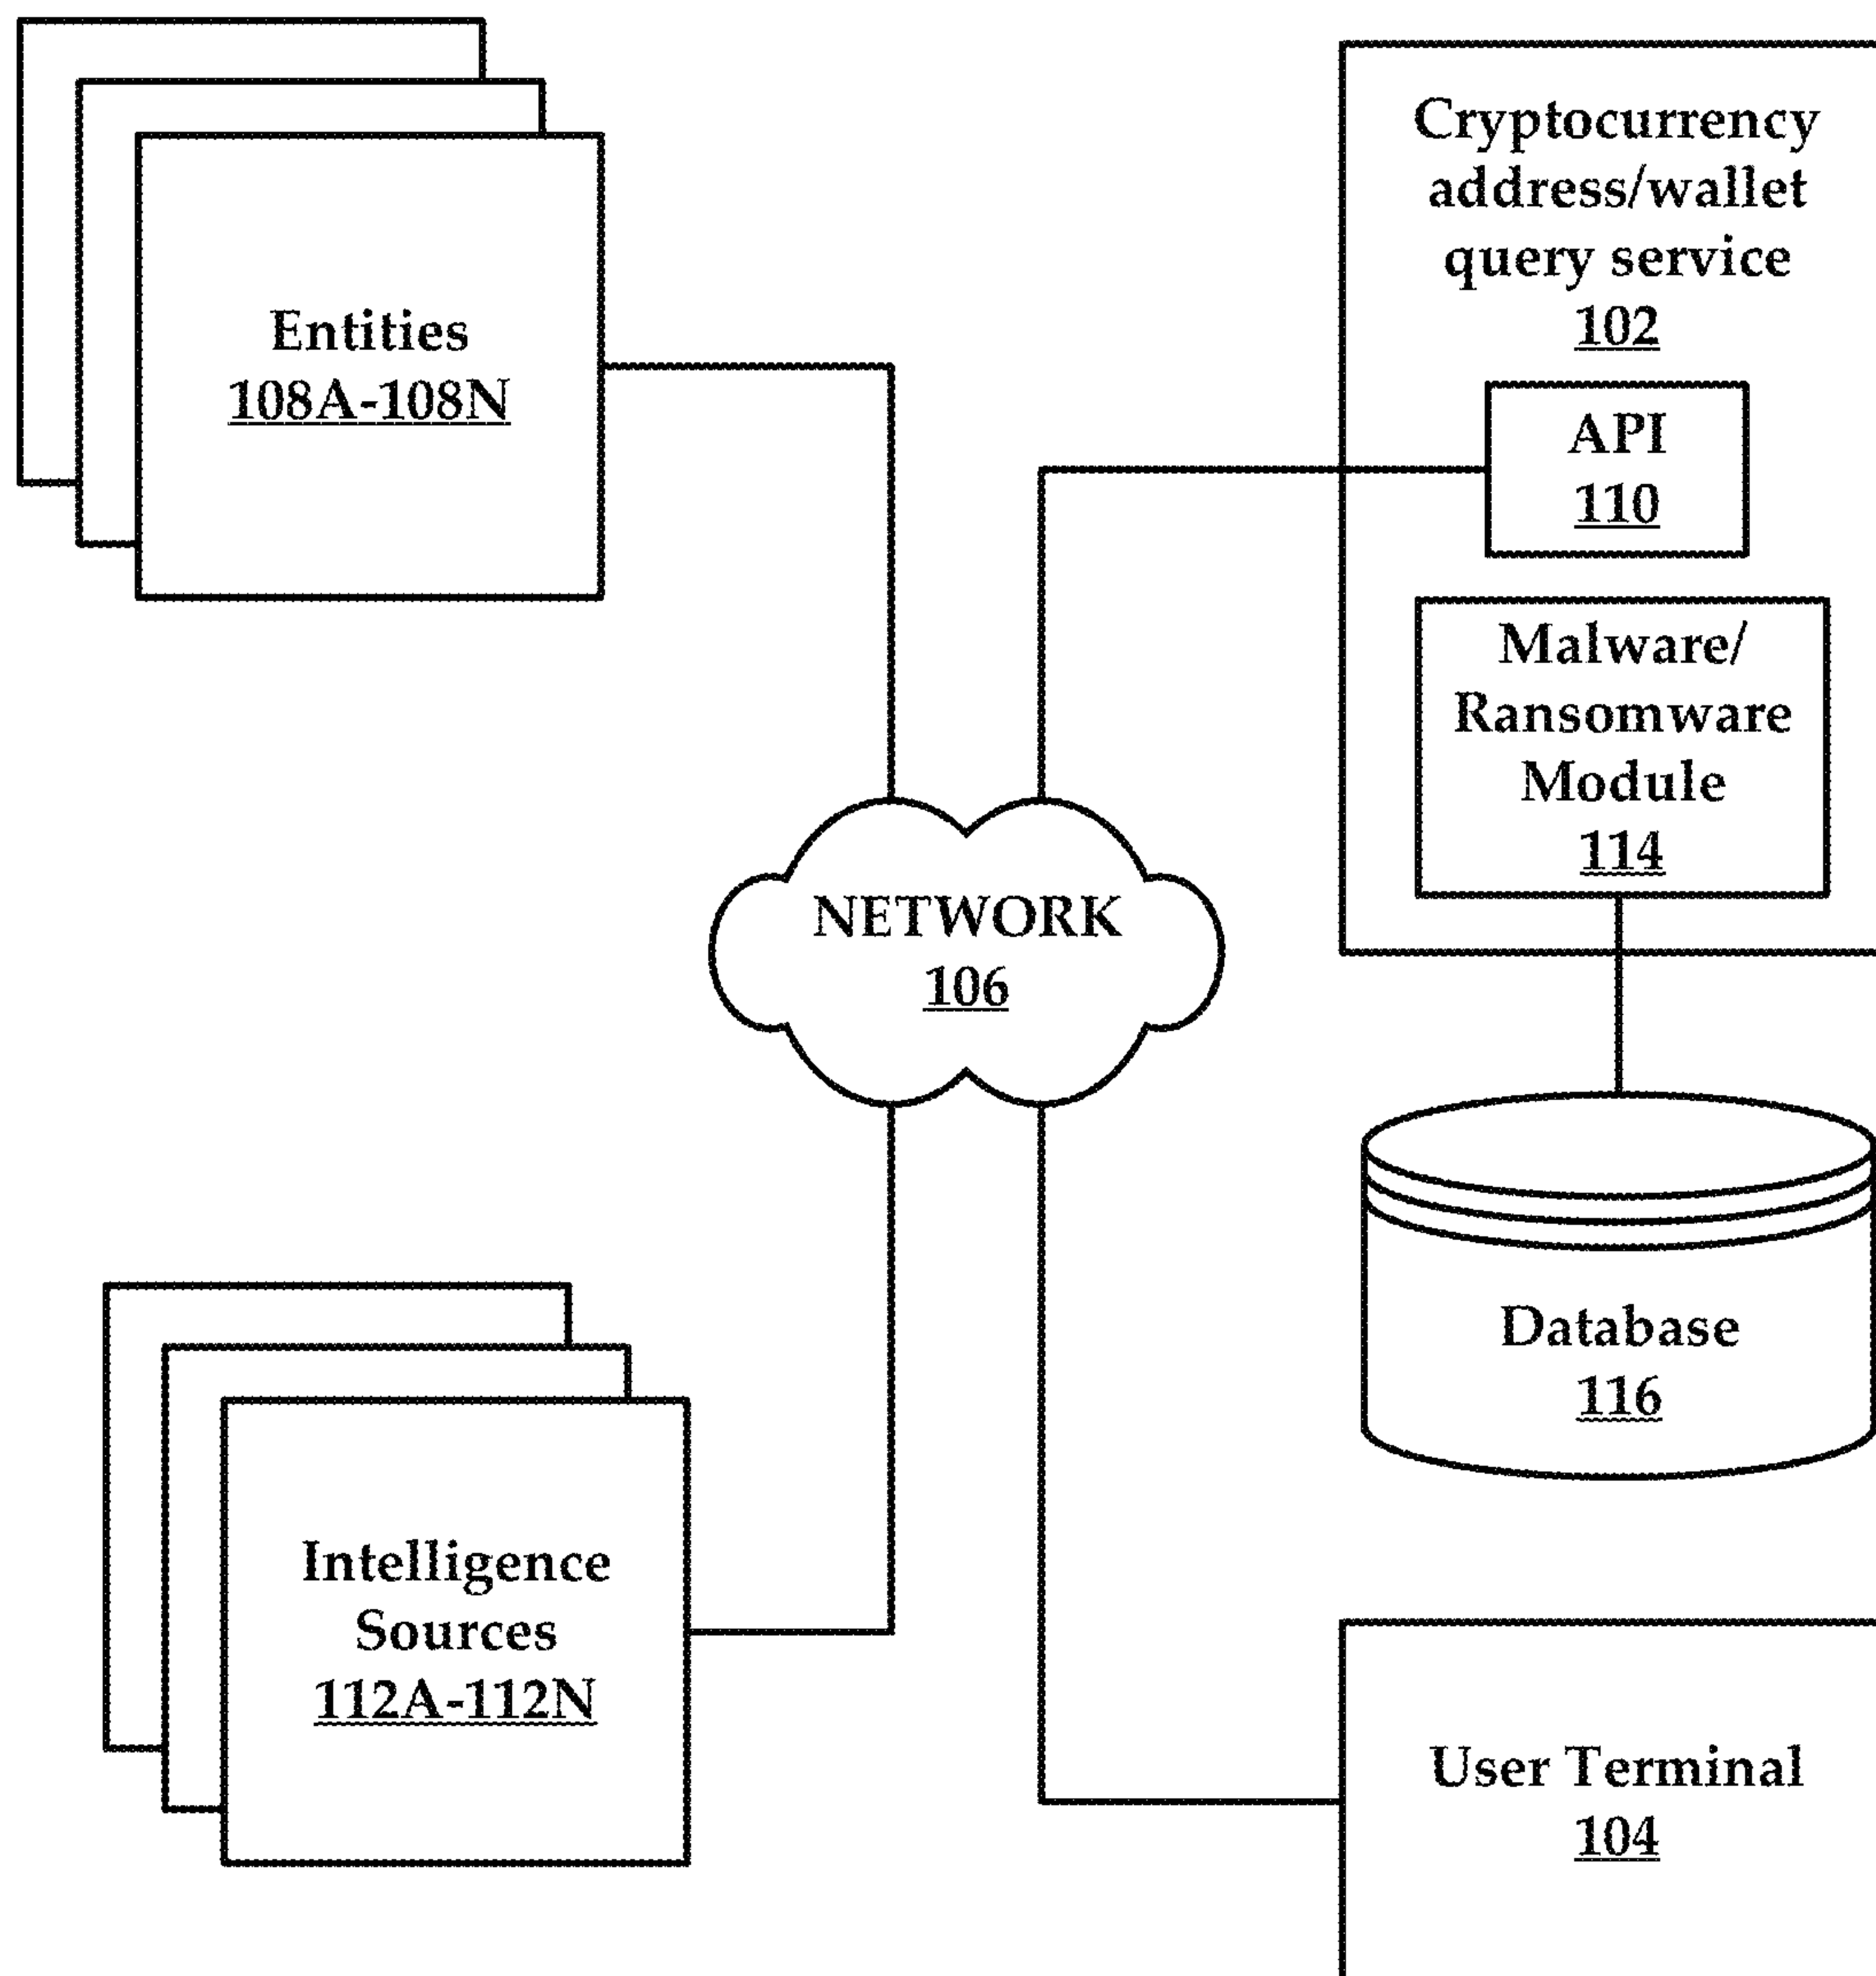 Entities
108A-108N
Cryptocurrency
address/wallet
query service
102
API
110
Malware/
Ransomware
Module
114
NETWORK
106
Database
116
Intelligence
Sources
112A-112N
User Terminal
104